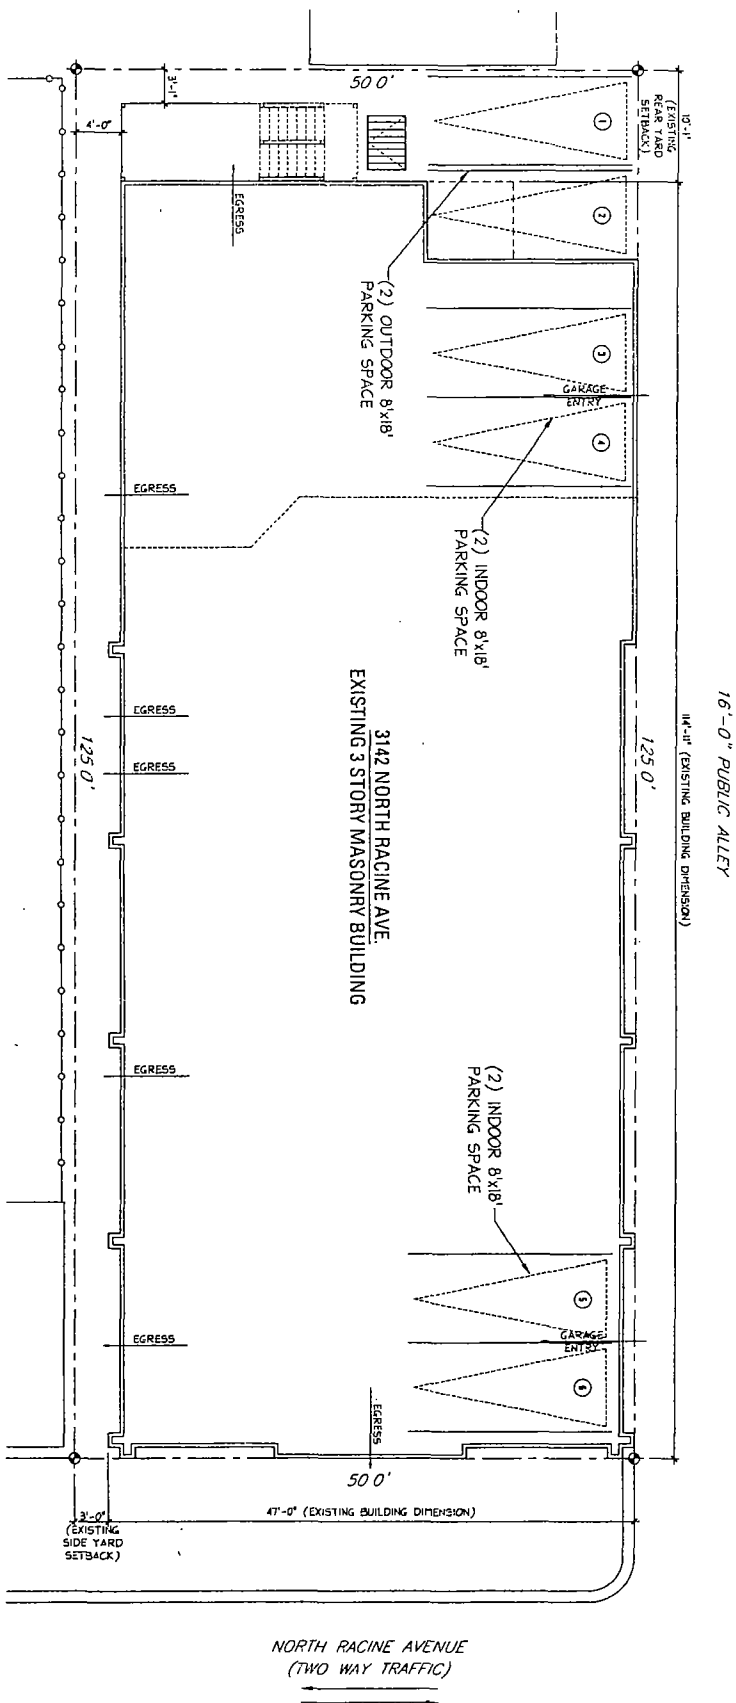 50 0'
3'-1"
4'-0"
10'-1"
(EXISTING
REAR YARD
SETBACK)
1
EGRESS
2
(2) OUTDOOR 8'x18'
PARKING SPACE
3
GARAGE
ENTRY
4
EGRESS
(2) INDOOR 8'x18'
PARKING SPACE
16'-0" PUBLIC ALLEY
114'-11" (EXISTING BUILDING DIMENSION)
125 0'
125 0'
EGRESS
EGRESS
3142 NORTH RACINE AVE.
EXISTING 3 STORY MASONRY BUILDING
EGRESS
(2) INDOOR 8'x18'
PARKING SPACE
5
GARAGE
ENTRY
6
EGRESS
EGRESS
50 0'
47'-0" (EXISTING BUILDING DIMENSION)
3'-0"
(EXISTING
SIDE YARD
SETBACK)
NORTH RACINE AVENUE
(TWO WAY TRAFFIC)